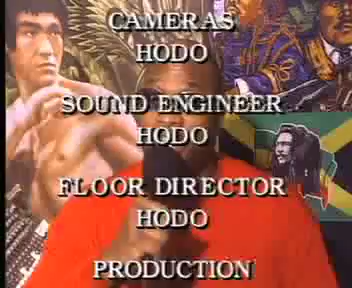 CAMERAS
HODO
SOUND ENGINEER
HODO
FLOOR DIRECTOR
HODO
PRODUCTION